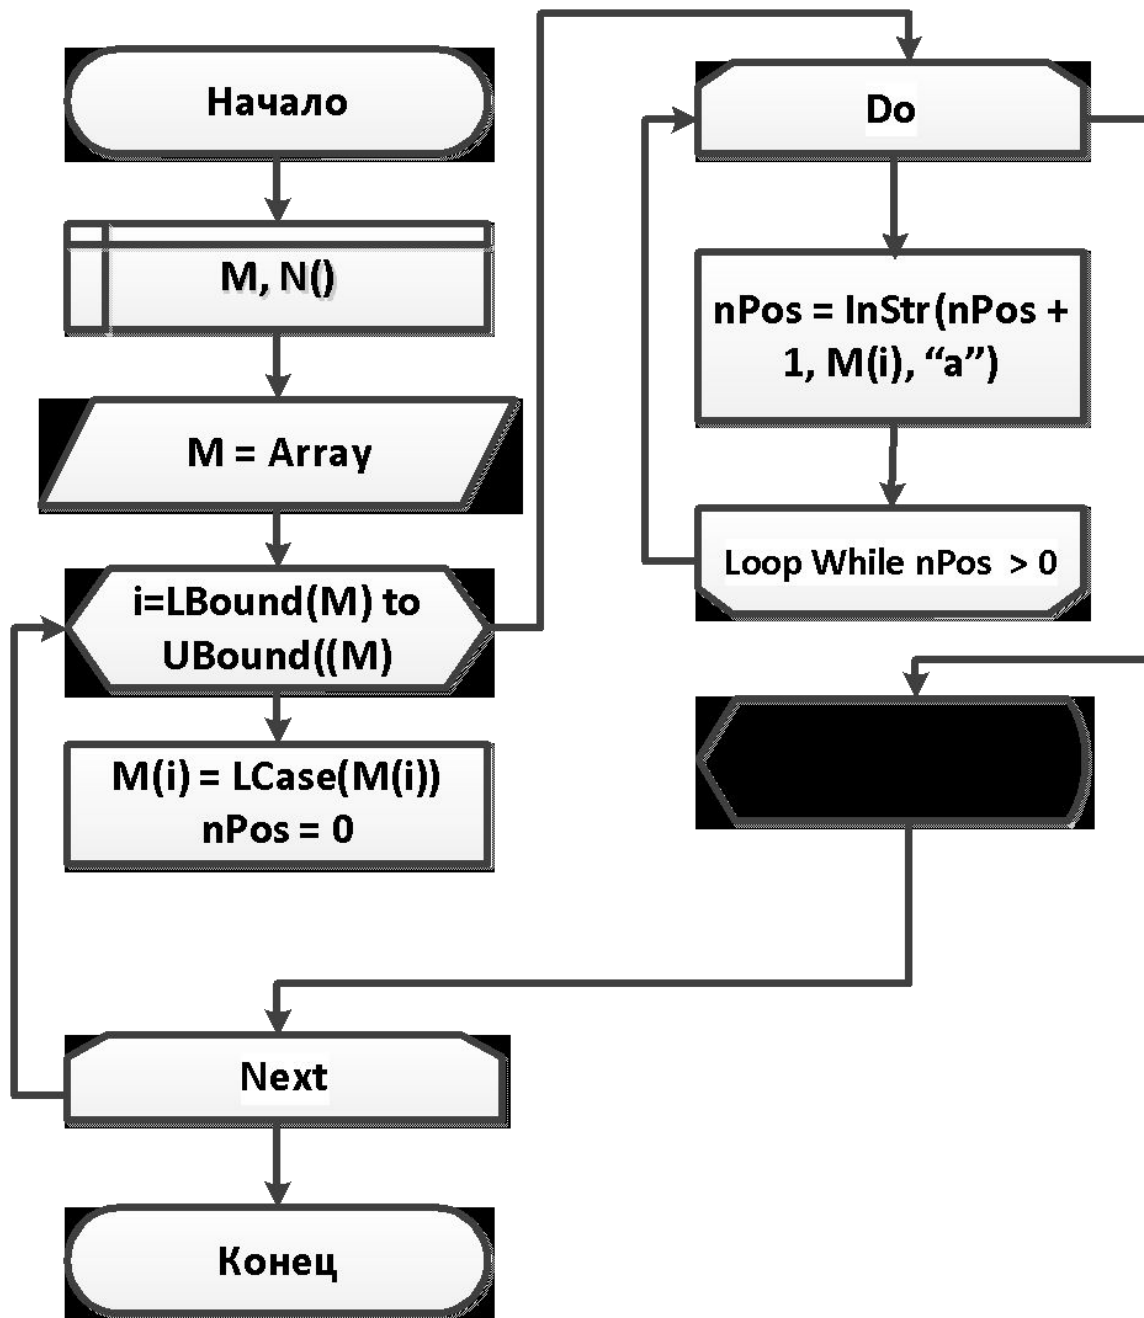 Начало
M, N()
M = Array
i=LBound(M) to
UBound((M)
M(i) = LCase(M(i))
nPos = 0
Do
nPos = InStr(nPos +
1, M(i), “a”)
Loop While nPos > 0
Next
Конец